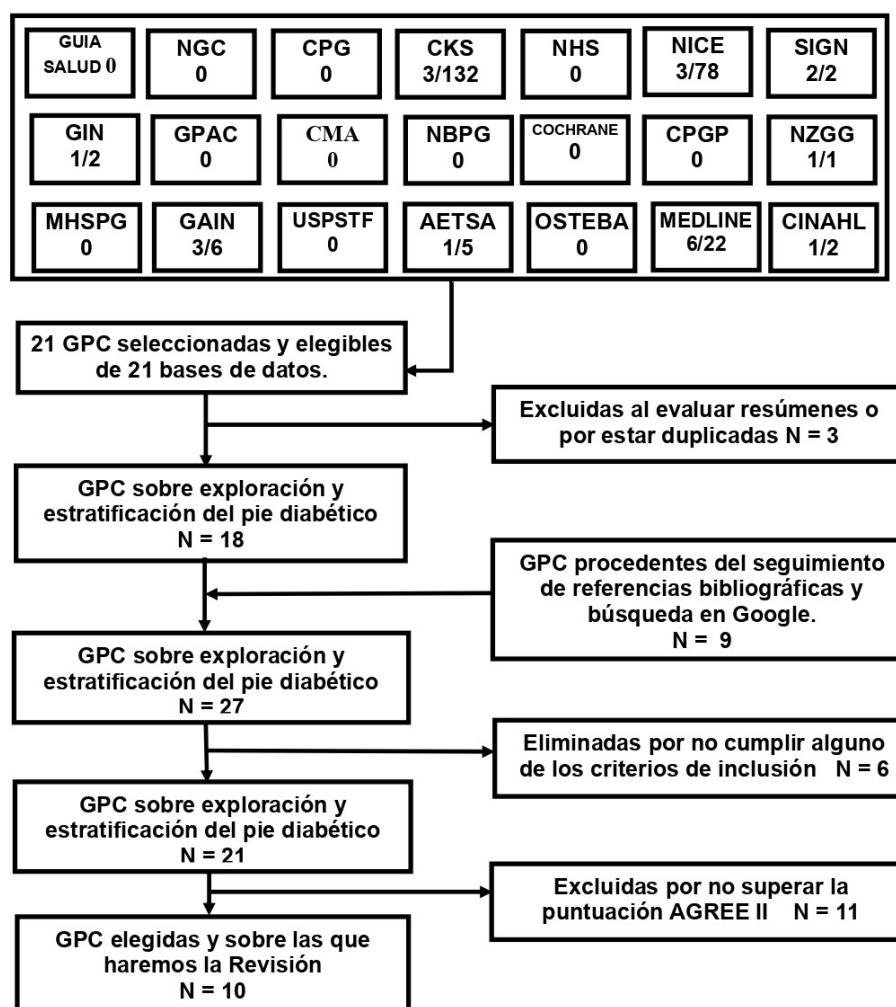 GUIA
SALUD 0
NGC
0
CPG
0
CKS
3/132
NHS
0
NICE
3/78
SIGN
2/2
GIN
1/2
GPAC
0
CMA
0
NBPG
0
COCHRANE
0
CPGP
0
NZGG
1/1
MHSPG
0
GAIN
3/6
USPSTF
0
AETSA
1/5
OSTEBA
0
MEDLINE
6/22
CINAHL
1/2
21 GPC seleccionadas y elegibles
de 21 bases de datos.
Excluidas al evaluar resúmenes o
por estar duplicadas N = 3
GPC sobre exploración y
estratificación del pie diabético
N = 18
GPC procedentes del seguimiento
de referencias bibliográficas y
búsqueda en Google.
N = 9
GPC sobre exploración y
estratificación del pie diabético
N = 27
Eliminadas por no cumplir alguno
de los criterios de inclusión N = 6
GPC sobre exploración y
estratificación del pie diabético
N = 21
Excluidas por no superar la
puntuación AGREE II N = 11
GPC elegidas y sobre las que
haremos la Revisión
N = 10